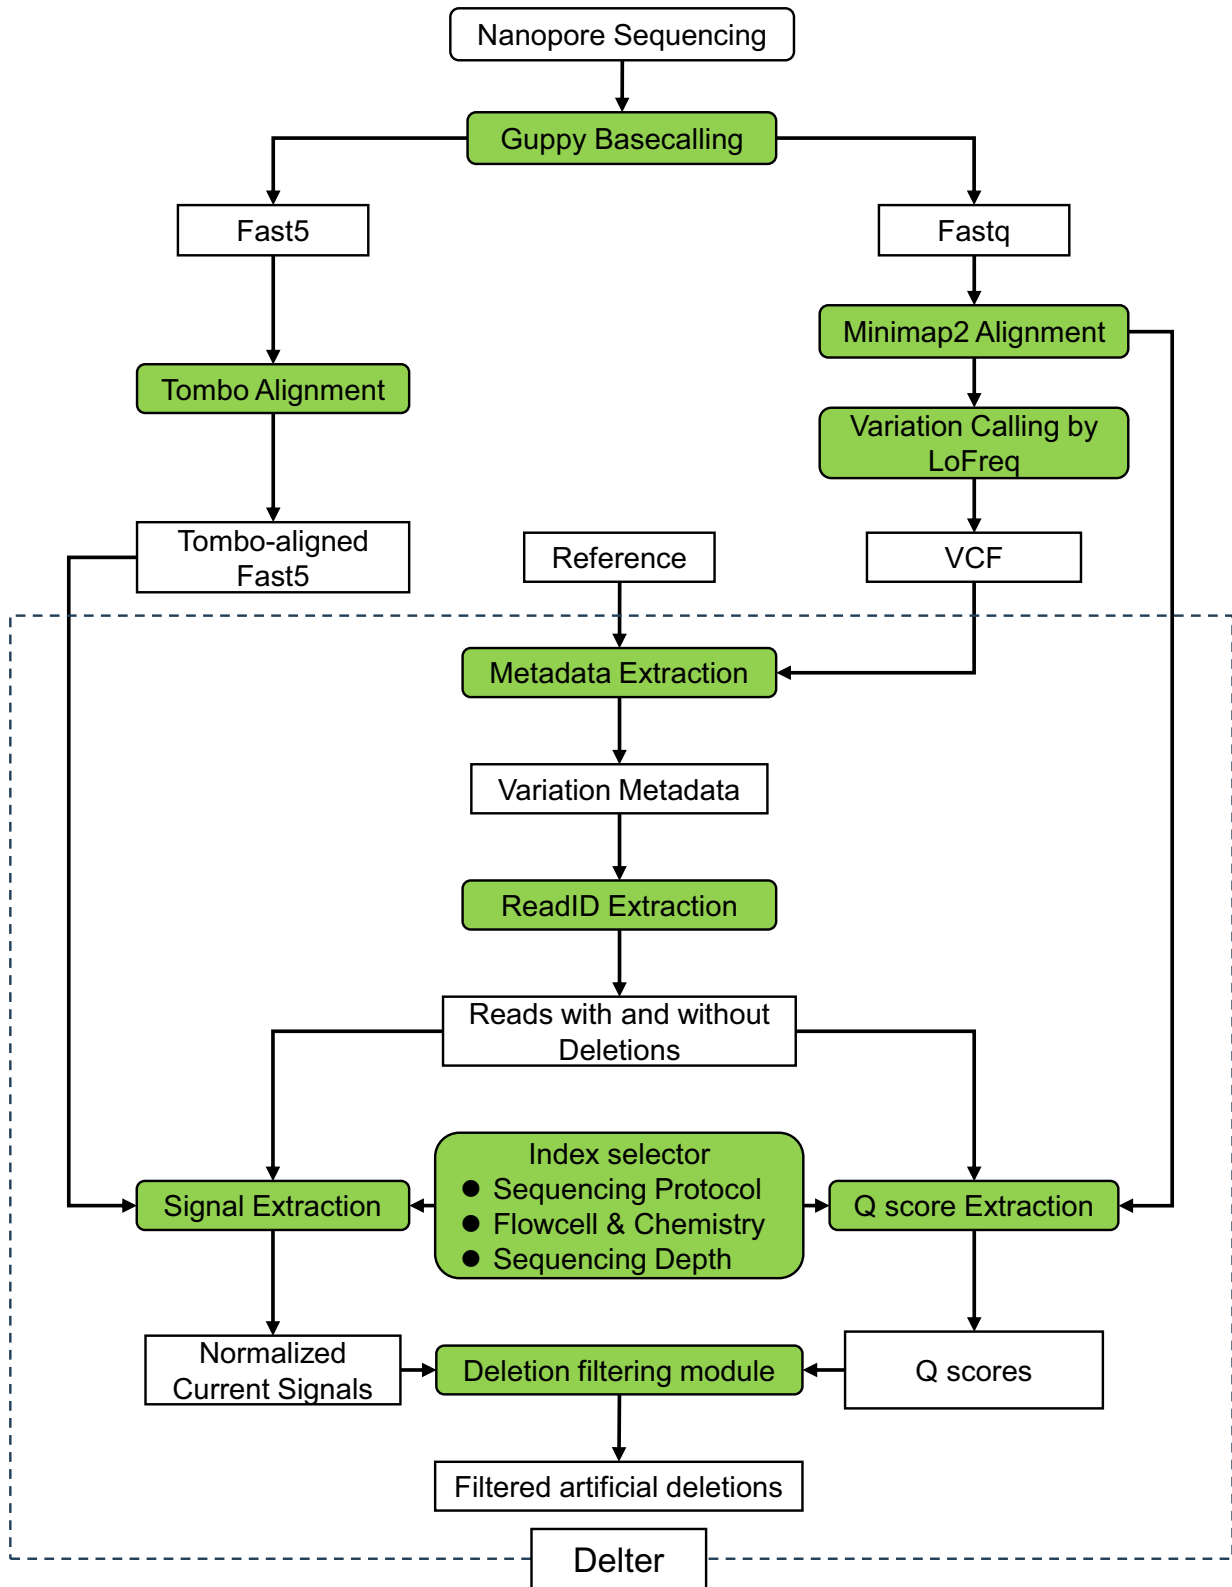 Nanopore Sequencing
Guppy Basecalling
Fast5
Fastq
Minimap2 Alignment
Tombo Alignment
Variation Calling by
LoFreq
Tombo-aligned
Fast5
Reference
VCF
Metadata Extraction
Variation Metadata
ReadID Extraction
Reads with and without
Deletions
Index selector
● Sequencing Protocol
● Flowcell & Chemistry
● Sequencing Depth
Signal Extraction
Q score Extraction
Normalized
Current Signals
Deletion filtering module
Q scores
Filtered artificial deletions
Delter